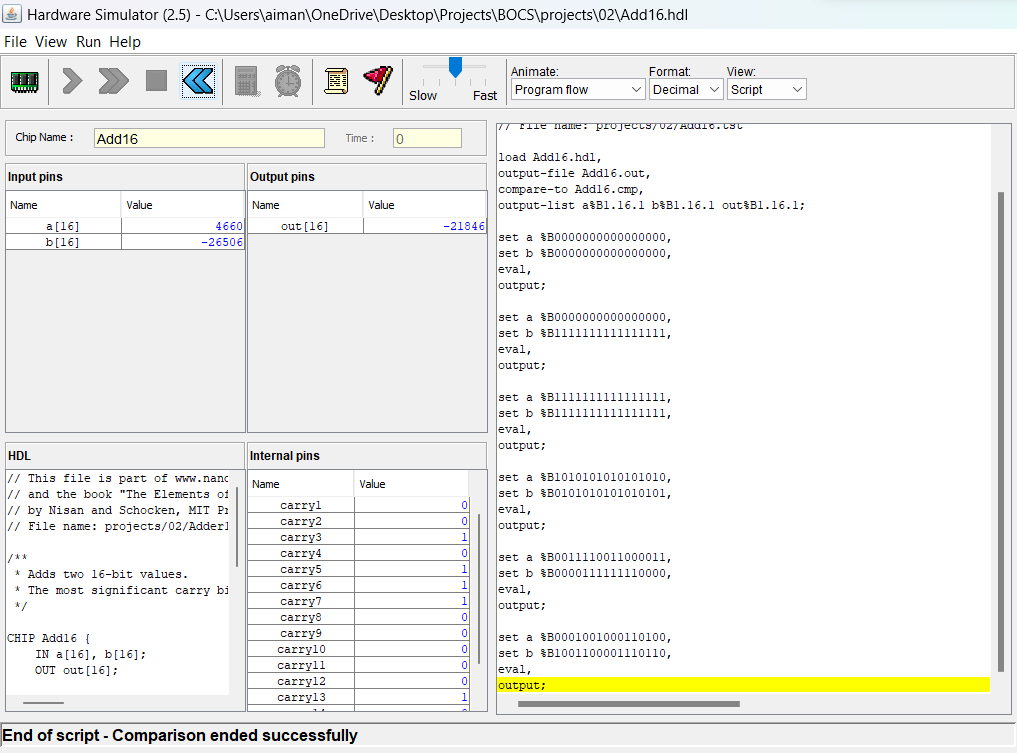 Hardware Simulator (2.5) - C:\Users\aiman\OneDrive\Desktop\Projects\BOCS\projects\02\Add16.hdl
File View Run Help
Slow Fast
Animate:
Program flow
Format:
Decimal
View:
Script
Chip Name :
Add16
Time :
0
Input pins
Name Value
a[16] 4660
b[16] -26506
Output pins
Name Value
out[16] -21846
HDL
// This file is part of www.nand
// and the book "The Elements of
// by Nisan and Schocken, MIT Pr
// File name: projects/02/Adder1

/**
 * Adds two 16-bit values.
 * The most significant carry bi
 */

CHIP Add16 {
    IN a[16], b[16];
    OUT out[16];
Internal pins
Name Value
carry1 0
carry2 0
carry3 1
carry4 0
carry5 1
carry6 1
carry7 1
carry8 0
carry9 0
carry10 0
carry11 0
carry12 0
carry13 1
// File name: projects/02/Add16.tst

load Add16.hdl,
output-file Add16.out,
compare-to Add16.cmp,
output-list a%B1.16.1 b%B1.16.1 out%B1.16.1;

set a %B0000000000000000,
set b %B0000000000000000,
eval,
output;

set a %B0000000000000000,
set b %B1111111111111111,
eval,
output;

set a %B1111111111111111,
set b %B1111111111111111,
eval,
output;

set a %B1010101010101010,
set b %B0101010101010101,
eval,
output;

set a %B0011110011000011,
set b %B0000111111110000,
eval,
output;

set a %B0001001000110100,
set b %B1001100001110110,
eval,
output;
End of script - Comparison ended successfully